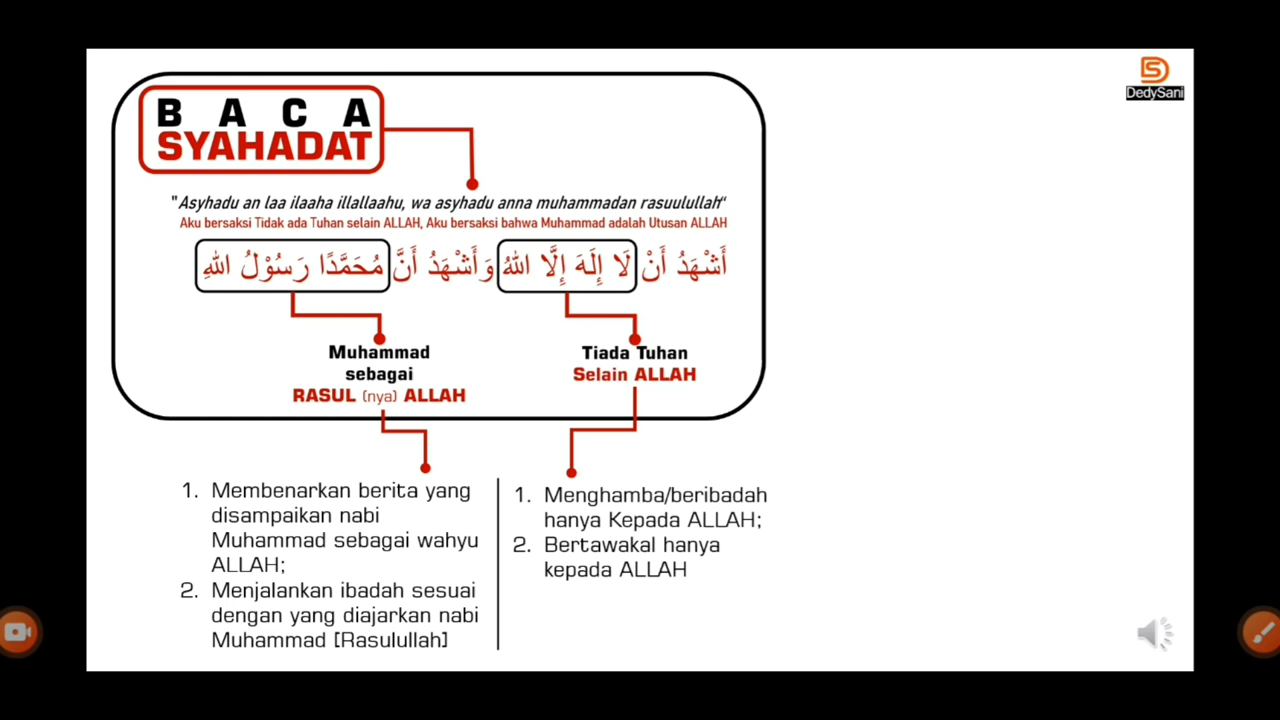 B A C A
SYAHADAT
DedySani
"Asyhadu an laa ilaaha illallaahu, wa asyhadu anna muhammadan rasuulullah“
Aku bersaksi Tidak ada Tuhan selain ALLAH, Aku bersaksi bahwa Muhammad adalah Utusan ALLAH
أَشْهَدُ أَنْ لَا إِلَهَ إِلَّا اللهُ وَأَشْهَدُ أَنَّ مُحَمَّدًا رَسُوْلُ اللهِ
Muhammad
sebagai
RASUL (nya) ALLAH
Tiada Tuhan
Selain ALLAH
1. Membenarkan berita yang
disampaikan nabi
Muhammad sebagai wahyu
ALLAH;
2. Menjalankan ibadah sesuai
dengan yang diajarkan nabi
Muhammad [Rasulullah]
1. Menghamba/beribadah
hanya Kepada ALLAH;
2. Bertawakal hanya
kepada ALLAH